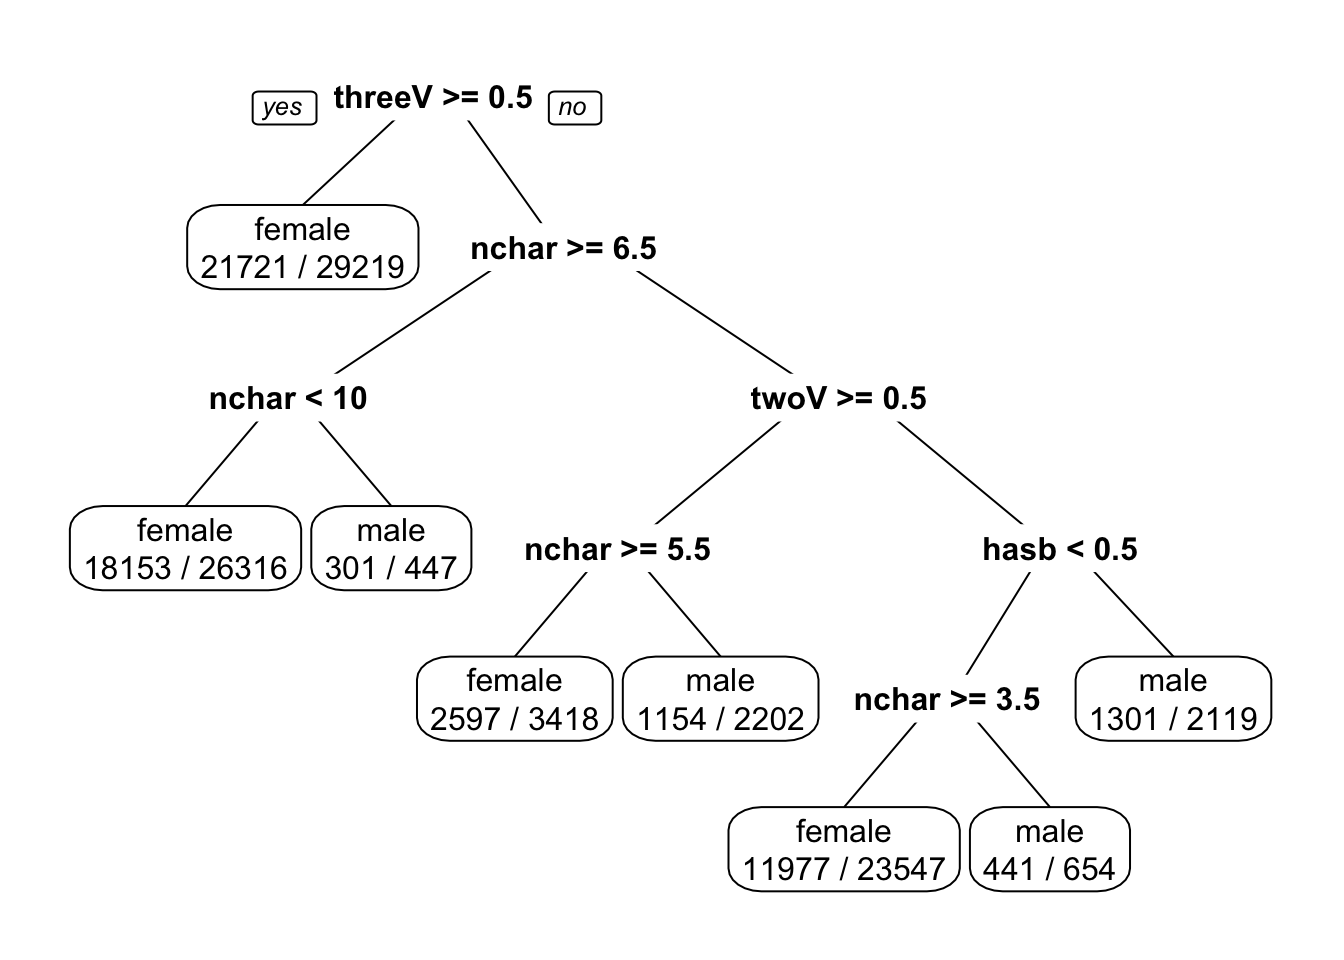 yes threeV >= 0.5 no
female
21721 / 29219
nchar >= 6.5
nchar < 10
twoV >= 0.5
female
18153 / 26316
male
301 / 447
nchar >= 5.5
hasb < 0.5
female
2597 / 3418
male
1154 / 2202
nchar >= 3.5
male
1301 / 2119
female
11977 / 23547
male
441 / 654